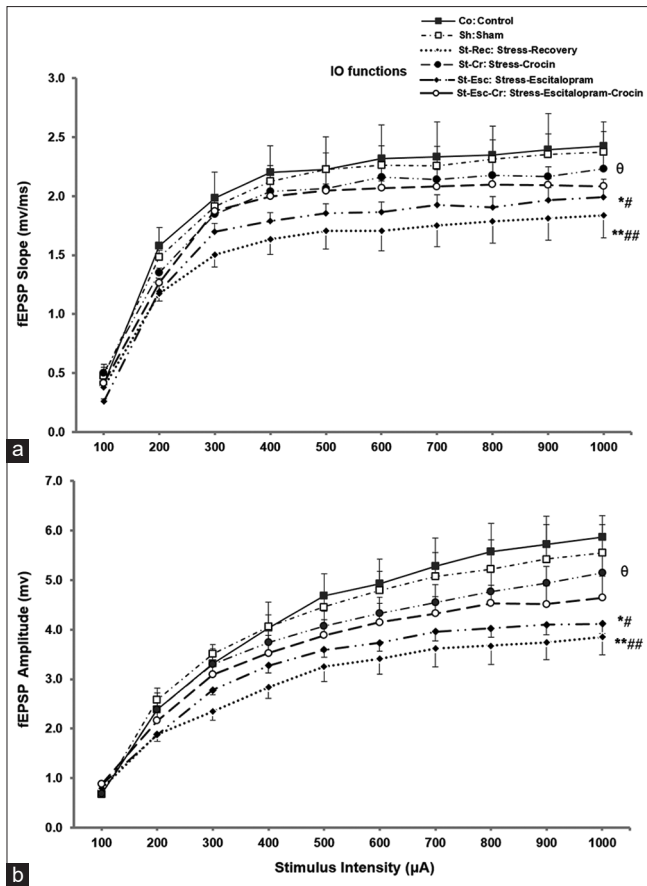 Co: Control
Sh: Sham
St-Rec: Stress-Recovery
St-Cr: Stress-Crocin
St-Esc: Stress-Escitalopram
St-Esc-Cr: Stress-Escitalopram-Crocin
IO functions
fEPSP Slope (mv/ms)
3.0
2.5
2.0
1.5
1.0
0.5
0.0
θ
*#
**##
100 200 300 400 500 600 700 800 900 1000
a
fEPSP Amplitude (mv)
7.0
6.0
5.0
4.0
3.0
2.0
1.0
0.0
θ
*#
**##
100 200 300 400 500 600 700 800 900 1000
Stimulus Intensity (μA)
b